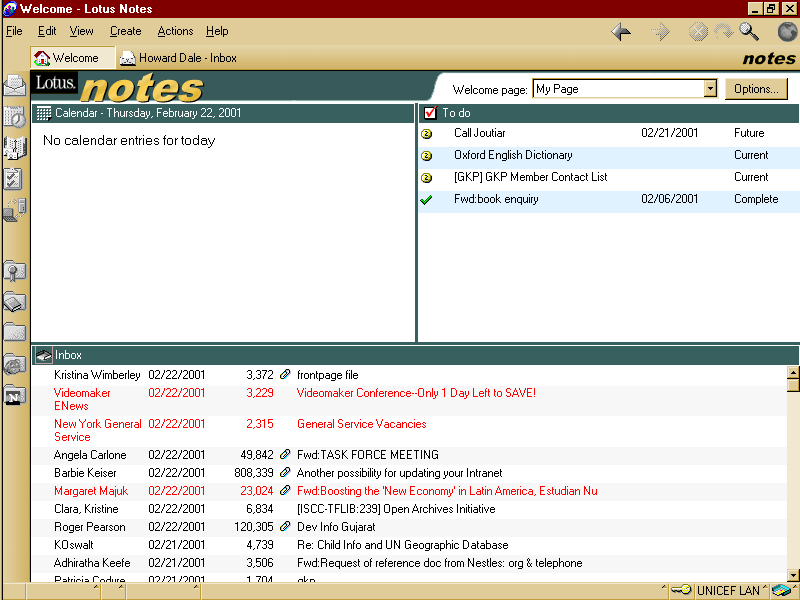 Welcome - Lotus Notes
File Edit View Create Actions Help
Welcome Howard Dale - Inbox
notes
Lotus. notes
Welcome page: My Page Options...
Calendar - Thursday, February 22, 2001
No calendar entries for today
To do
Call Joutiar 02/21/2001 Future
Oxford English Dictionary Current
[GKP] GKP Member Contact List Current
Fwd:book enquiry 02/06/2001 Complete
Inbox
Kristina Wimberley 02/22/2001 3,372 frontpage file
Videomaker 02/22/2001 3,229 Videomaker Conference--Only 1 Day Left to SAVE!
ENews
New York General 02/22/2001 2,315 General Service Vacancies
Service
Angela Carlone 02/22/2001 49,842 Fwd:TASK FORCE MEETING
Barbie Keiser 02/22/2001 808,339 Another possibility for updating your Intranet
Margaret Majuk 02/22/2001 23,024 Fwd:Boosting the 'New Economy' in Latin America, Estudian Nu
Clara, Kristine 02/22/2001 6,834 [ISCC-TFLIB:239] Open Archives Initiative
Roger Pearson 02/22/2001 120,305 Dev Info Gujarat
KOswalt 02/21/2001 4,739 Re: Child Info and UN Geographic Database
Adhiratha Keefe 02/21/2001 3,506 Fwd:Request of reference doc from Nestles: org & telephone
Patricia Codure 02/21/2001 1,704 gkp
UNICEF LAN